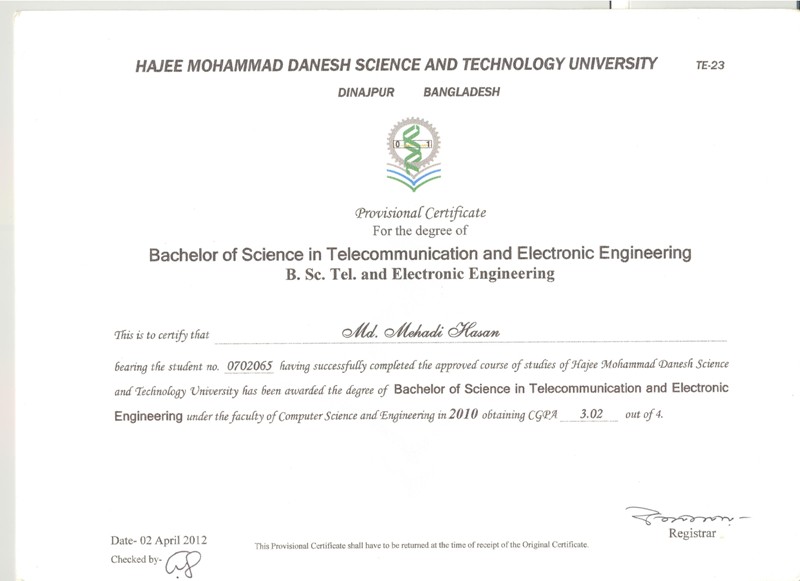 HAJEE MOHAMMAD DANESH SCIENCE AND TECHNOLOGY UNIVERSITY TE-23
DINAJPUR BANGLADESH
0 1
Provisional Certificate
For the degree of
Bachelor of Science in Telecommunication and Electronic Engineering
B. Sc. Tel. and Electronic Engineering
This is to certify that Md. Mehadi Hasan
bearing the student no. 0702065 having successfully completed the approved course of studies of Hajee Mohammad Danesh Science
and Technology University has been awarded the degree of Bachelor of Science in Telecommunication and Electronic
Engineering under the faculty of Computer Science and Engineering in 2010 obtaining CGPA 3.02 out of 4.
Date- 02 April 2012
Registrar
Checked by-
This Provisional Certificate shall have to be returned at the time of receipt of the Original Certificate.